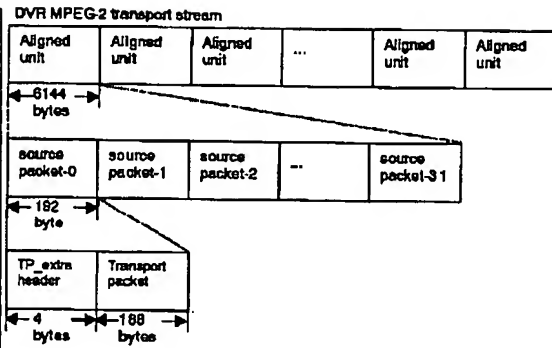 DVR MPEG-2 transport stream
Aligned unit
Aligned unit
Aligned unit
...
Aligned unit
Aligned unit
6144 bytes
source packet-0
source packet-1
source packet-2
...
source packet-31
192 byte
TP_extra header
Transport packet
4 bytes
188 bytes